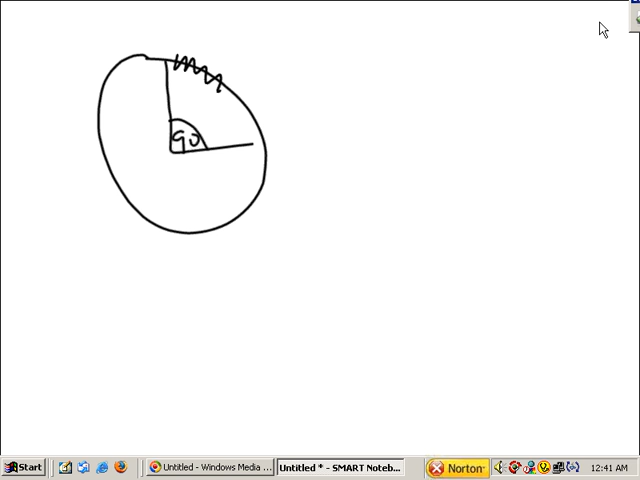 90
Start
Untitled - Windows Media ...
Untitled * - SMART Noteb...
Norton
12:41 AM